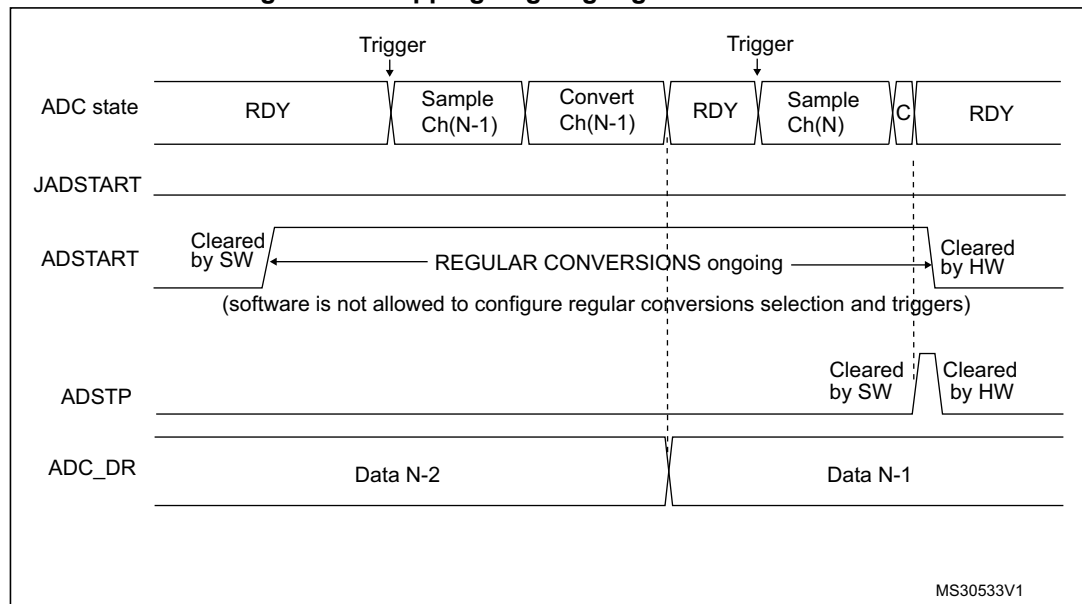 Trigger Trigger
ADC state RDY Sample Ch(N-1) Convert Ch(N-1) RDY Sample Ch(N) C RDY
JADSTART
ADSTART Cleared by SW REGULAR CONVERSIONS ongoing Cleared by HW
(software is not allowed to configure regular conversions selection and triggers)
ADSTP Cleared by SW Cleared by HW
ADC_DR Data N-2 Data N-1
MS30533V1